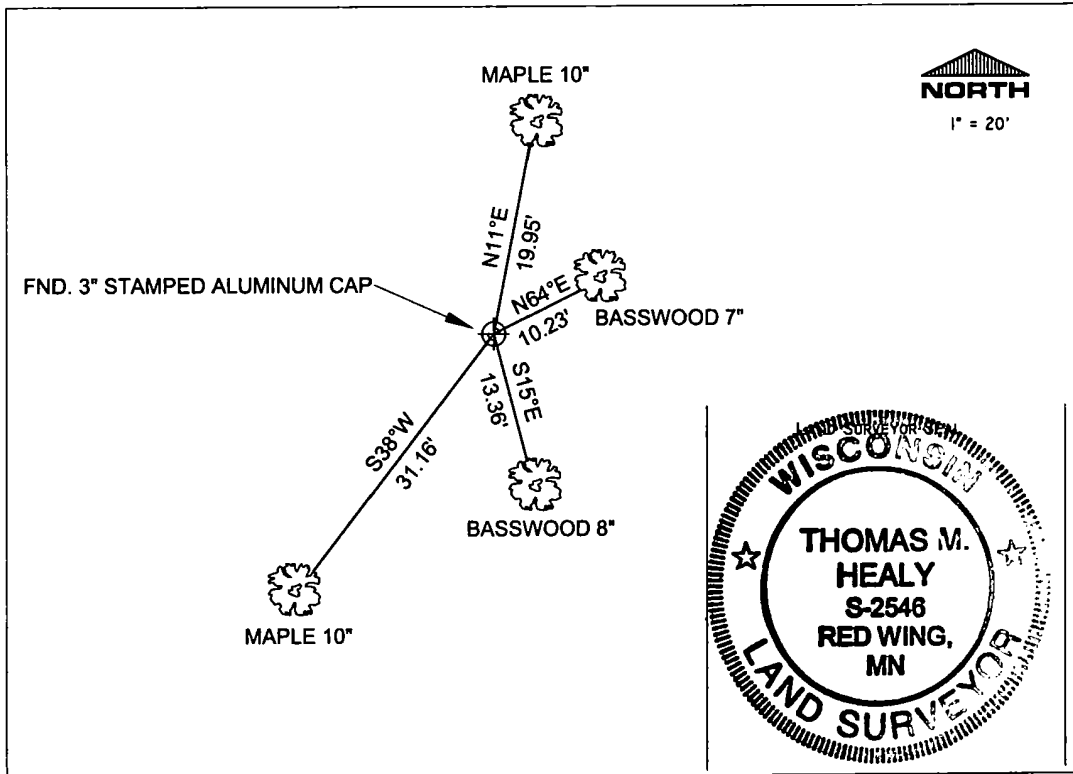 MAPLE 10"
NORTH
1" = 20'
N11°E
19.95'
FND. 3" STAMPED ALUMINUM CAP
N64°E
10.23'
BASSWOOD 7"
S15°E
13.36'
S38°W
31.16'
BASSWOOD 8"
MAPLE 10"
SURVEYOR
WISCONSIN
THOMAS M.
HEALY
S-2546
RED WING,
MN
LAND SURVEYOR